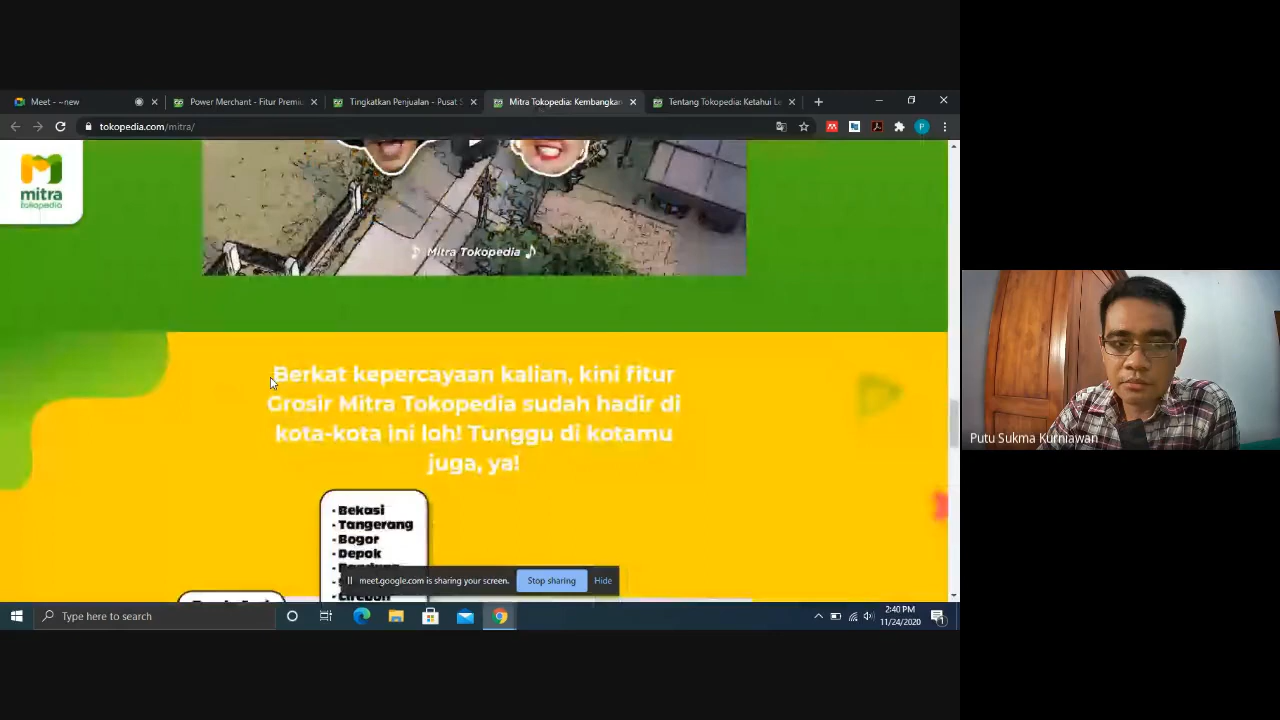 Meet - ~new
Power Merchant - Fitur Premiu
Tingkatkan Penjualan - Pusat S
Mitra Tokopedia: Kembangkan
Tentang Tokopedia: Ketahui Le
tokopedia.com/mitra/
mitra
tokopedia
♪ Mitra Tokopedia ♪
Berkat kepercayaan kalian, kini fitur
Grosir Mitra Tokopedia sudah hadir di
kota-kota ini loh! Tunggu di kotamu
juga, ya!
· Bekasi
· Tangerang
· Bogor
· Depok
meet.google.com is sharing your screen.
Stop sharing
Hide
Putu Sukma Kurniawan
Type here to search
2:40 PM
11/24/2020